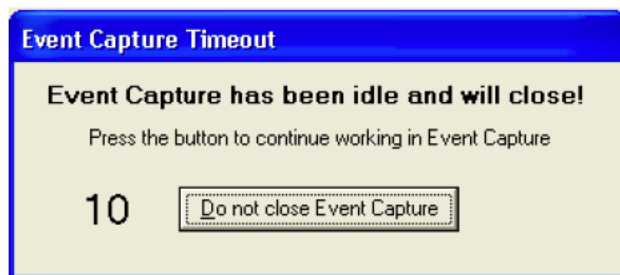 Event Capture Timeout
Event Capture has been idle and will close!
Press the button to continue working in Event Capture
10 Do not close Event Capture